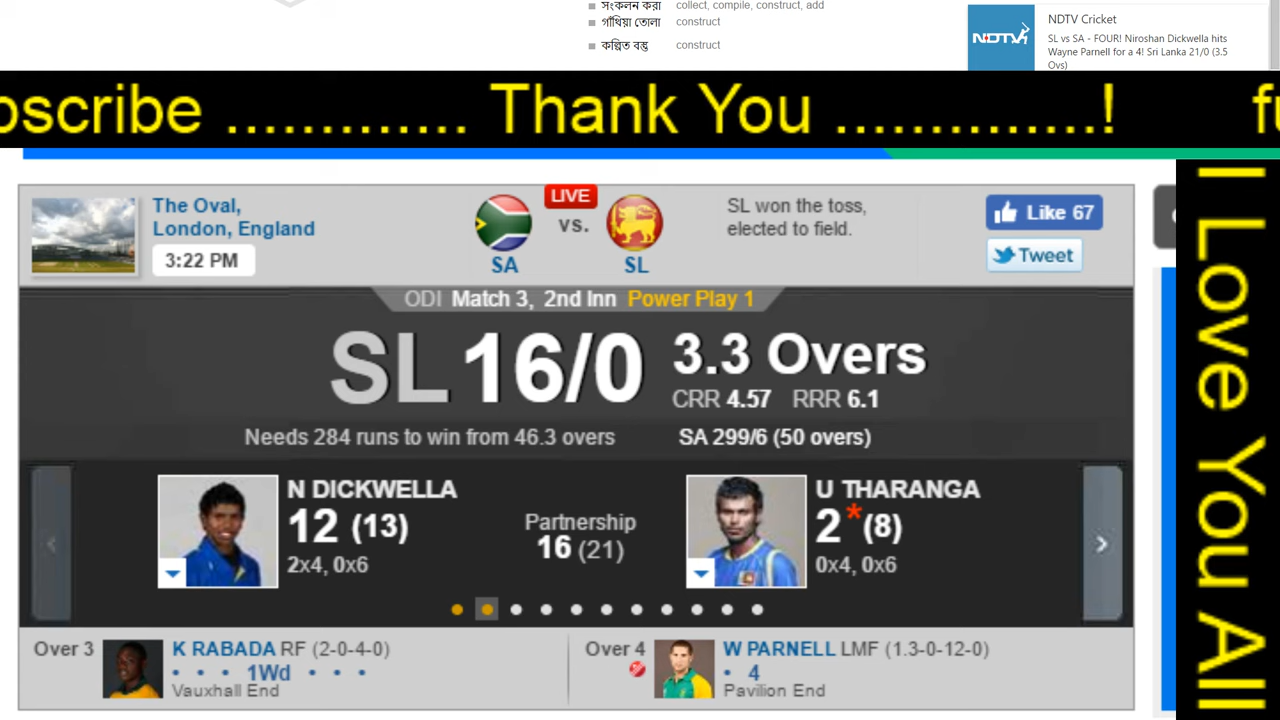 সংকলন করা collect, compile, construct, add
গাঁথিয়া তোলা construct
কল্পিত বস্তু construct
NDTV
NDTV Cricket
SL vs SA - FOUR! Niroshan Dickwella hits
Wayne Parnell for a 4! Sri Lanka 21/0 (3.5
Ovs)
bscribe ............. Thank You ..............! fu
The Oval,
London, England
3:22 PM
LIVE
vs.
SA
SL
SL won the toss,
elected to field.
Like 67
Tweet
ODI Match 3, 2nd Inn Power Play 1
SL 16/0
3.3 Overs
CRR 4.57 RRR 6.1
Needs 284 runs to win from 46.3 overs
SA 299/6 (50 overs)
N DICKWELLA
12 (13)
2x4, 0x6
Partnership
16 (21)
U THARANGA
2* (8)
0x4, 0x6
Over 3
K RABADA RF (2-0-4-0)
• • • 1Wd • • •
Vauxhall End
Over 4
W PARNELL LMF (1.3-0-12-0)
• 4
Pavilion End
I Love You All